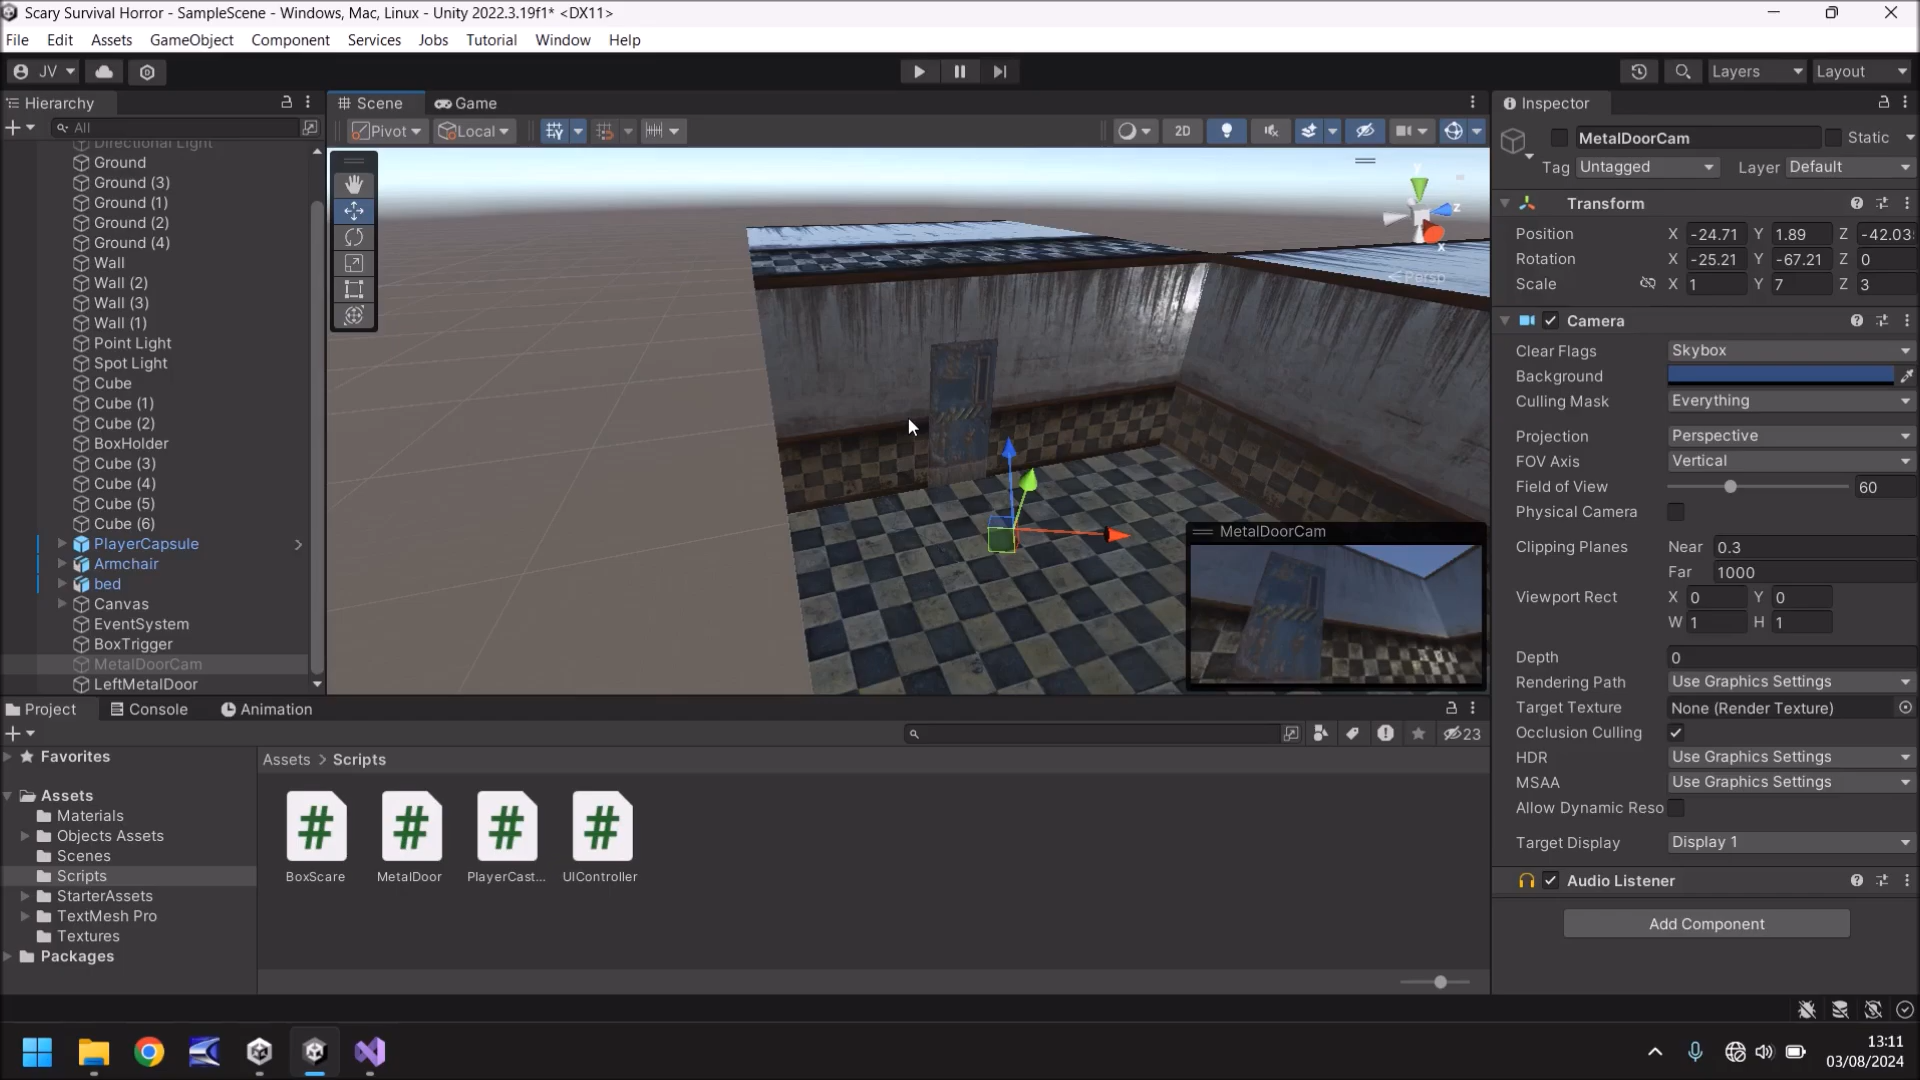 Scary Survival Horror - SampleScene - Windows, Mac, Linux - Unity 2022.3.19f1* <DX11>
File Edit Assets GameObject Component Services Jobs Tutorial Window Help
JV
Layers Layout
Hierarchy
All
Directional Light
Ground
Ground (3)
Ground (1)
Ground (2)
Ground (4)
Wall
Wall (2)
Wall (3)
Wall (1)
Point Light
Spot Light
Cube
Cube (1)
Cube (2)
BoxHolder
Cube (3)
Cube (4)
Cube (5)
Cube (6)
PlayerCapsule
Armchair
bed
Canvas
EventSystem
BoxTrigger
MetalDoorCam
LeftMetalDoor
Scene Game
Pivot Local 2D
y
z
x
Persp
MetalDoorCam
Inspector
MetalDoorCam Static
Tag Untagged Layer Default
Transform
Position X -24.71 Y 1.89 Z -42.03
Rotation X -25.21 Y -67.21 Z 0
Scale X 1 Y 7 Z 3
Camera
Clear Flags Skybox
Background
Culling Mask Everything
Projection Perspective
FOV Axis Vertical
Field of View 60
Physical Camera
Clipping Planes Near 0.3
Far 1000
Viewport Rect X 0 Y 0
W 1 H 1
Depth 0
Rendering Path Use Graphics Settings
Target Texture None (Render Texture)
Occlusion Culling
HDR Use Graphics Settings
MSAA Use Graphics Settings
Allow Dynamic Reso
Target Display Display 1
Audio Listener
Add Component
Project Console Animation
23
Favorites
Assets
Materials
Objects Assets
Scenes
Scripts
StarterAssets
TextMesh Pro
Textures
Packages
Assets > Scripts
BoxScare MetalDoor PlayerCast... UIController
13:11
03/08/2024